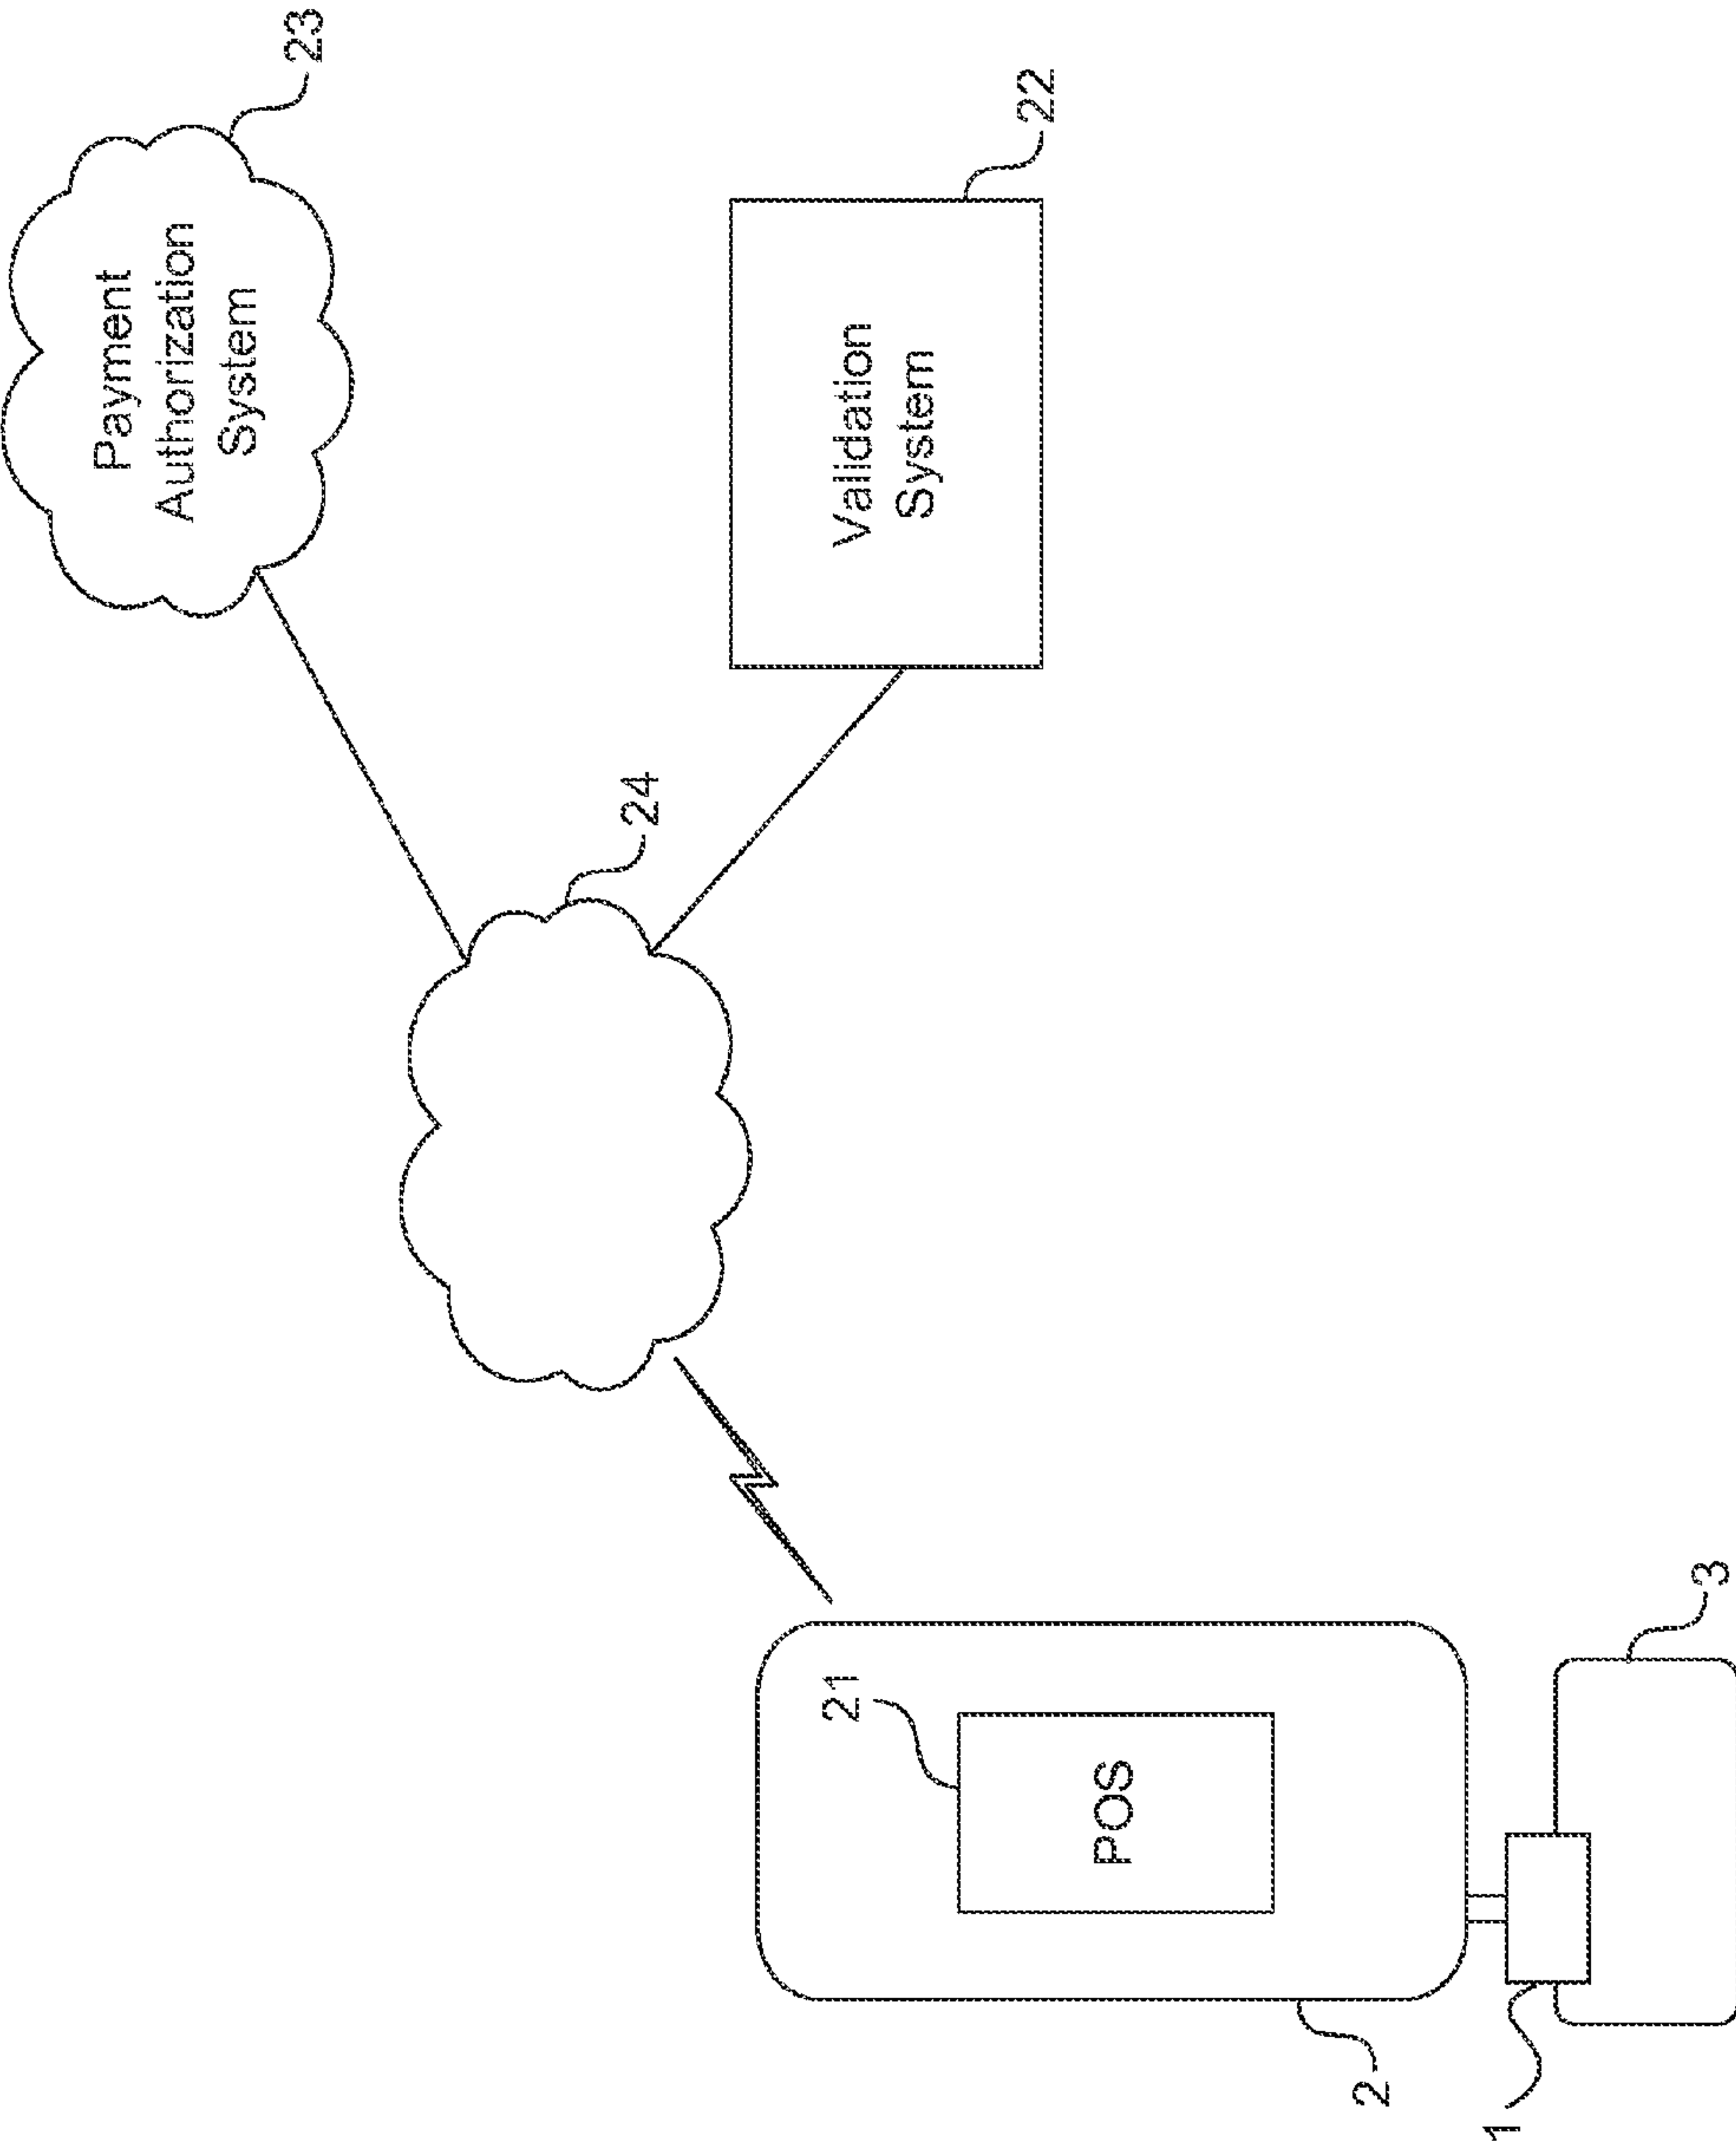 Payment
Authorization
System
23
Validation
System
22
24
21
POS
2
1
3